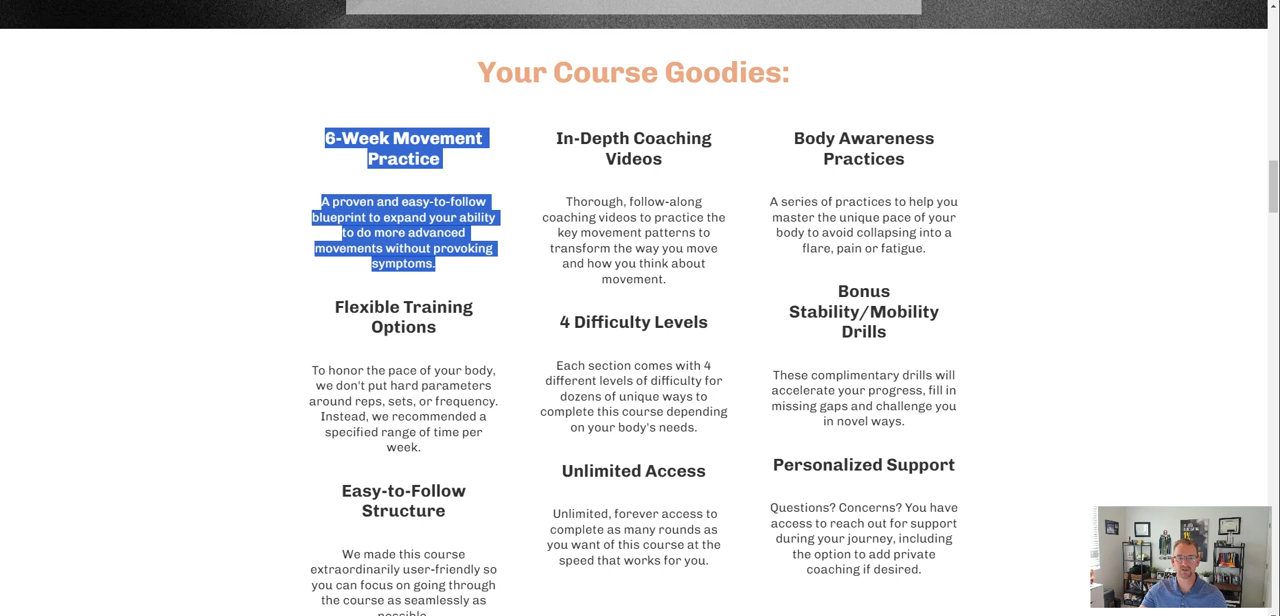 Your Course Goodies:
6-Week Movement
Practice
A proven and easy-to-follow
blueprint to expand your ability
to do more advanced
movements without provoking
symptoms.
Flexible Training
Options
To honor the pace of your body,
we don't put hard parameters
around reps, sets, or frequency.
Instead, we recommended a
specified range of time per
week.
Easy-to-Follow
Structure
We made this course
extraordinarily user-friendly so
you can focus on going through
the course as seamlessly as
possible.
In-Depth Coaching
Videos
Thorough, follow-along
coaching videos to practice the
key movement patterns to
transform the way you move
and how you think about
movement.
4 Difficulty Levels
Each section comes with 4
different levels of difficulty for
dozens of unique ways to
complete this course depending
on your body's needs.
Unlimited Access
Unlimited, forever access to
complete as many rounds as
you want of this course at the
speed that works for you.
Body Awareness
Practices
A series of practices to help you
master the unique pace of your
body to avoid collapsing into a
flare, pain or fatigue.
Bonus
Stability/Mobility
Drills
These complimentary drills will
accelerate your progress, fill in
missing gaps and challenge you
in novel ways.
Personalized Support
Questions? Concerns? You have
access to reach out for support
during your journey, including
the option to add private
coaching if desired.